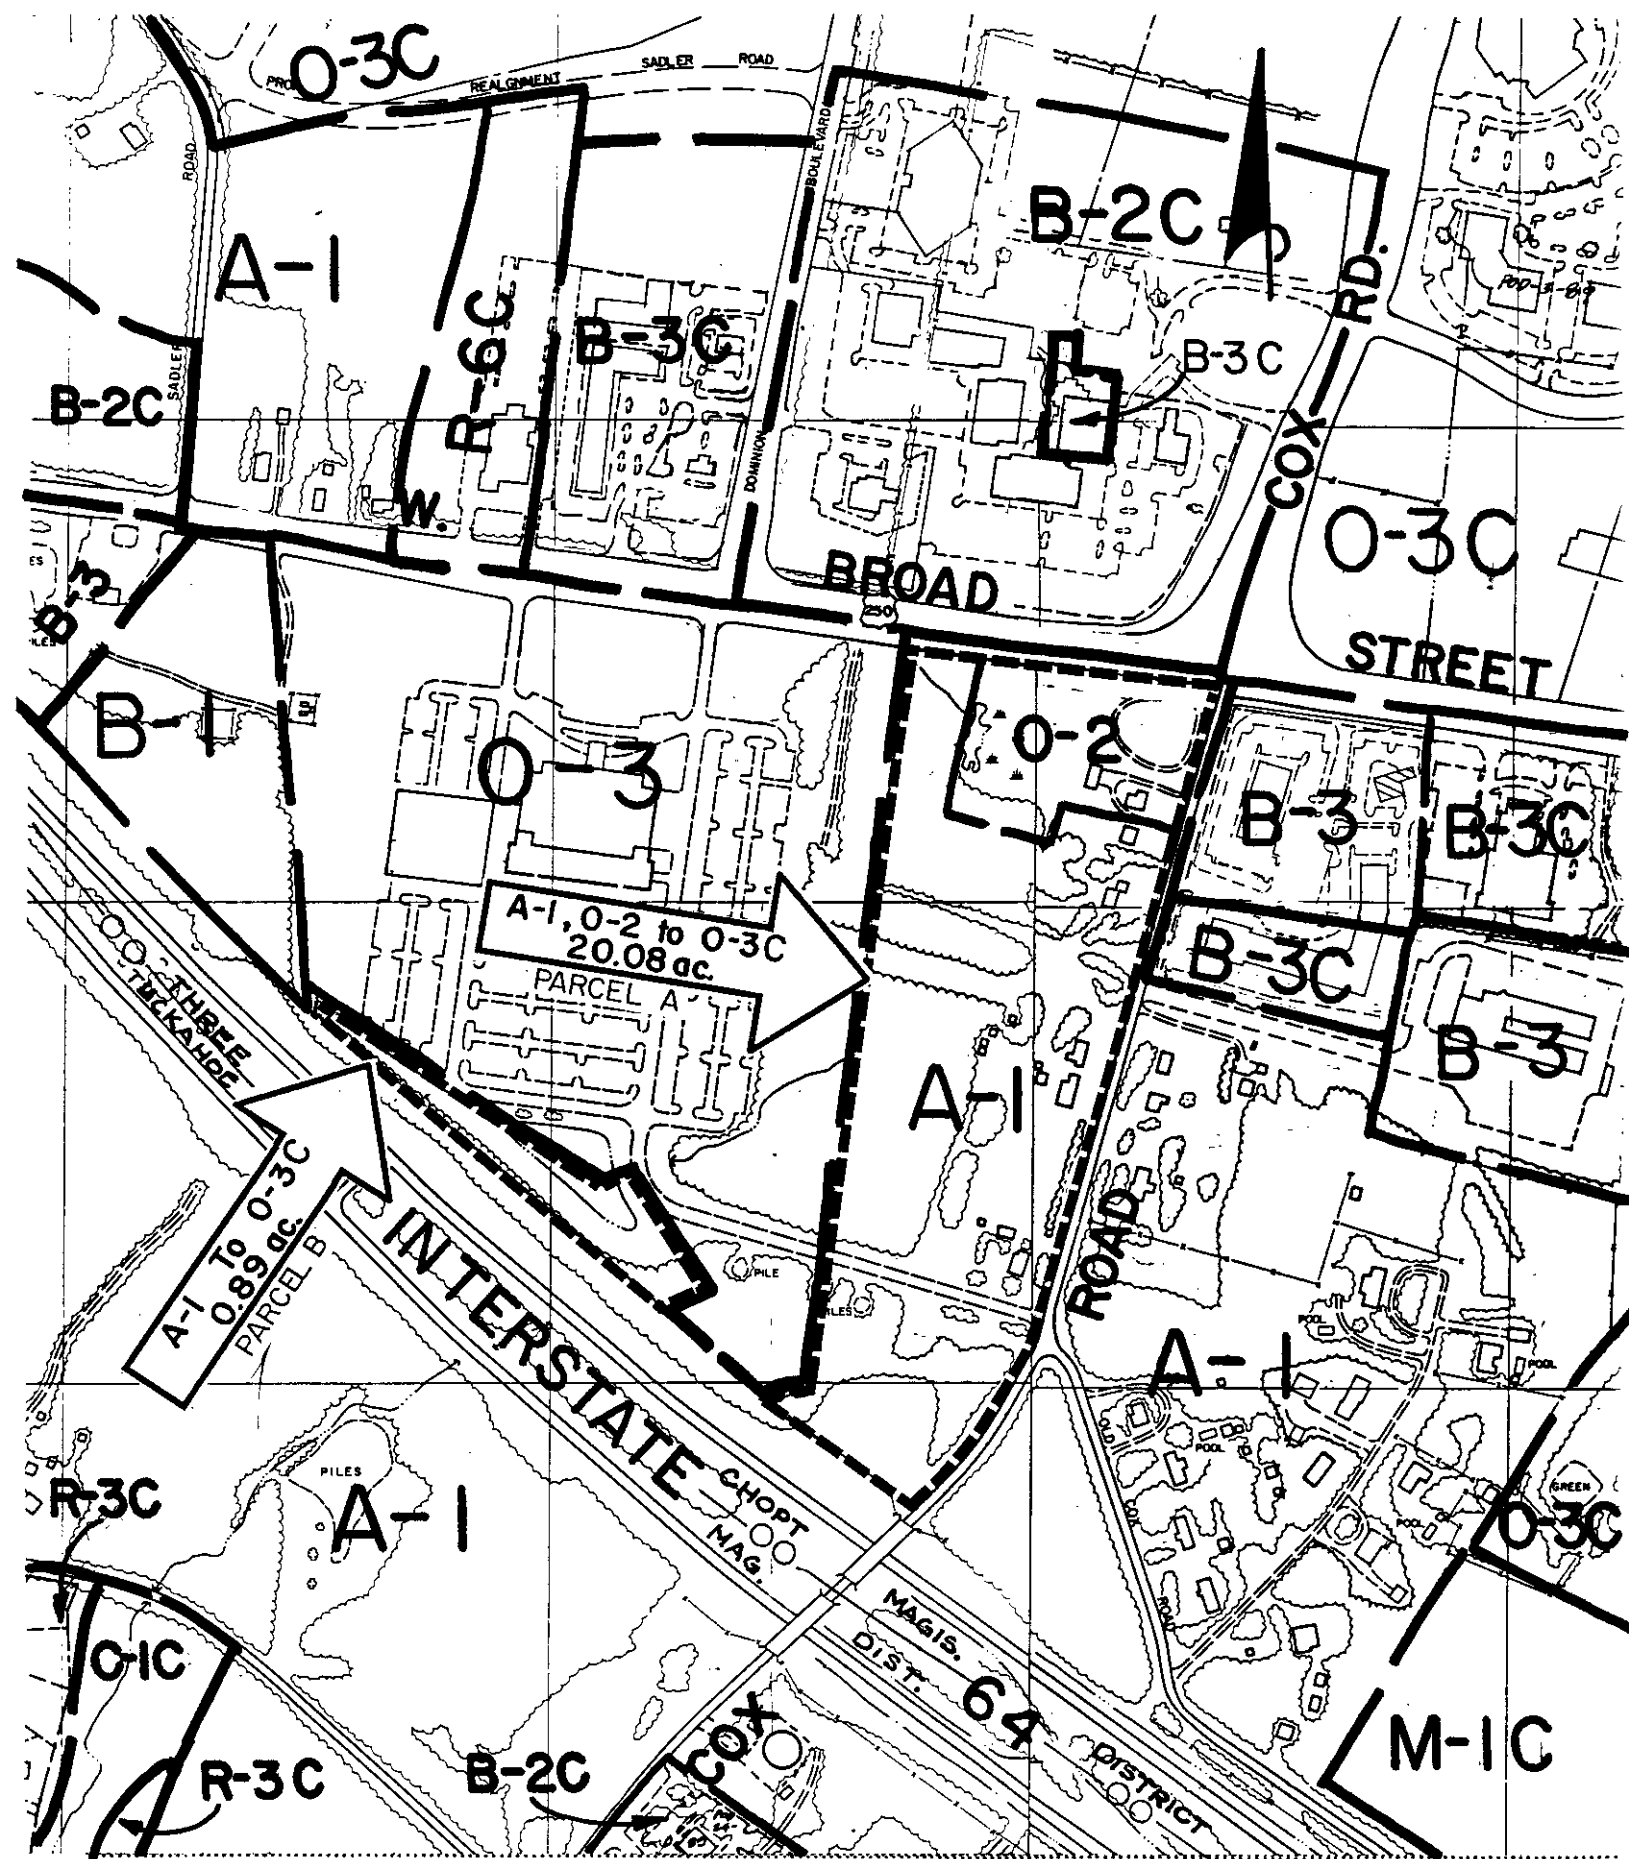 O-3C
SADLER ROAD
REALIGNMENT
ROAD
BOULEVARD
B-2C
A-1
RD.
R-6C
B-3C
B-3C
SADLER
B-2C
COX
DOMINION
W.
O-3C
BROAD
250
STREET
B-3
B-1
O-3
O-2
B-3
B-3C
A-1, O-2 to O-3C
20.08 ac.
PARCEL A
B-3C
THREE
TUCKAHOE
B-3
A-1
A-1 To O-3C
0.89 ac.
PARCEL B
INTERSTATE
ROAD
PILE
POOL
POOL
A-1
OLD
POOL
PILES
R-3C
A-1
CHOPT
MAG.
COX
POOL
GREEN
O-3C
MAGIS.
DIST.
ROAD
O-1C
64
COX
M-1C
R-3C
B-2C
DISTRICT